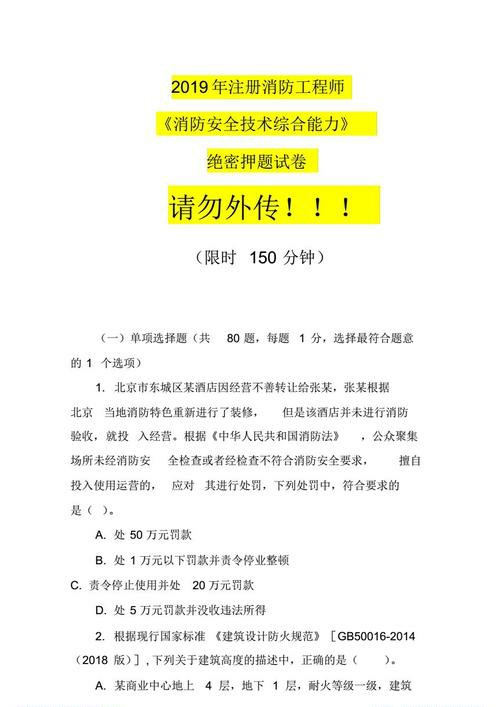 2019年注册消防工程师
《消防安全技术综合能力》
绝密押题试卷
请勿外传！！！
（限时 150 分钟）
（一）单项选择题（共 80 题，每题 1 分，选择最符合题意
的 1 个选项）
1. 北京市东城区某酒店因经营不善转让给张某，张某根据
北京 当地消防特色重新进行了装修， 但是该酒店并未进行消防
验收，就投 入经营。根据《中华人民共和国消防法》 ，公众聚集
场所未经消防安 全检查或者经检查不符合消防安全要求， 擅自
投入使用运营的， 应对 其进行处罚，下列处罚中，符合要求的
是（ ）。
A. 处 50 万元罚款
B. 处 1 万元以下罚款并责令停业整顿
C. 责令停止使用并处 20 万元罚款
D. 处 5 万元罚款并没收违法所得
2. 根据现行国家标准 《建筑设计防火规范》［GB50016-2014
（2018 版）］,下列关于建筑高度的描述中，正确的是（ ）。
A. 某商业中心地上 4 层，地下 1 层，耐火等级一级，建筑